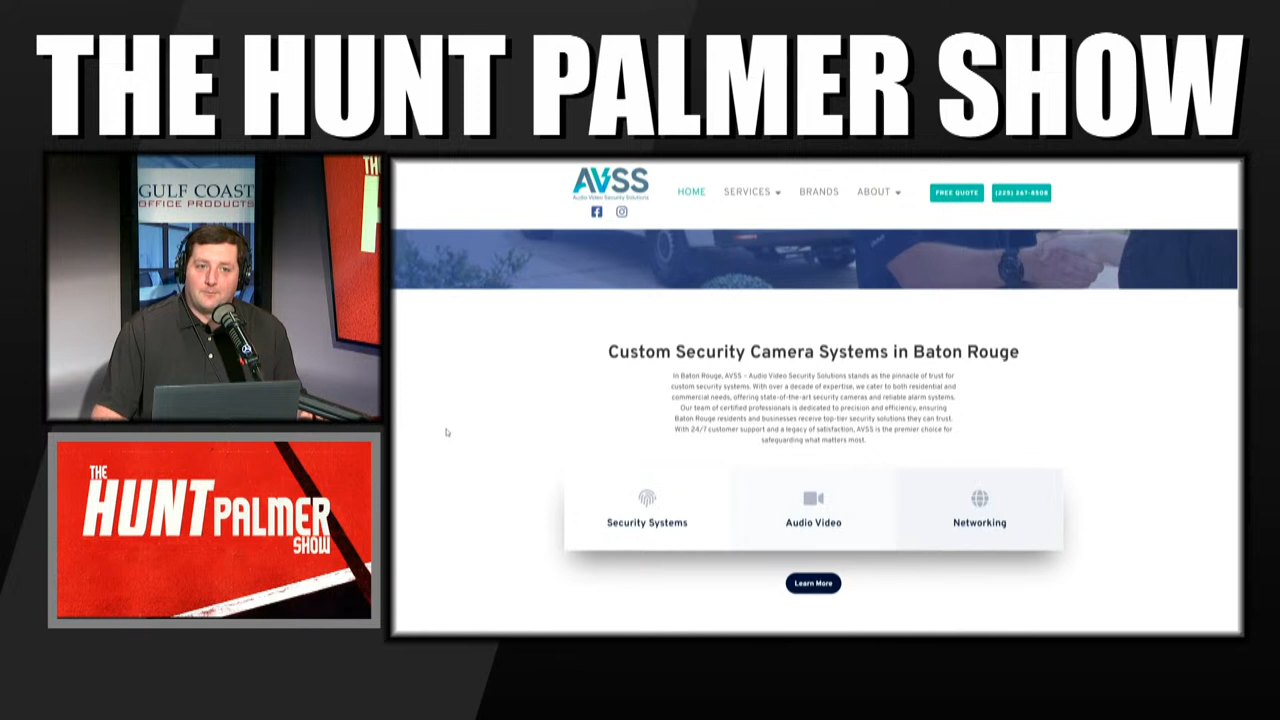 THE HUNT PALMER SHOW
GULF COAST
OFFICE PRODUCTS
TH
THE
HUNT PALMER
SHOW
AVSS
Audio Video Security Solutions
HOME
SERVICES
BRANDS
ABOUT
FREE QUOTE
(225) 267-8508
Custom Security Camera Systems in Baton Rouge
In Baton Rouge, AVSS – Audio Video Security Solutions stands as the pinnacle of trust for
custom security systems. With over a decade of expertise, we cater to both residential and
commercial needs, offering state-of-the-art security cameras and reliable alarm systems.
Our team of certified professionals is dedicated to precision and efficiency, ensuring
Baton Rouge residents and businesses receive top-tier security solutions they can trust.
With 24/7 customer support and a legacy of satisfaction, AVSS is the premier choice for
safeguarding what matters most.
Security Systems
Audio Video
Networking
Learn More